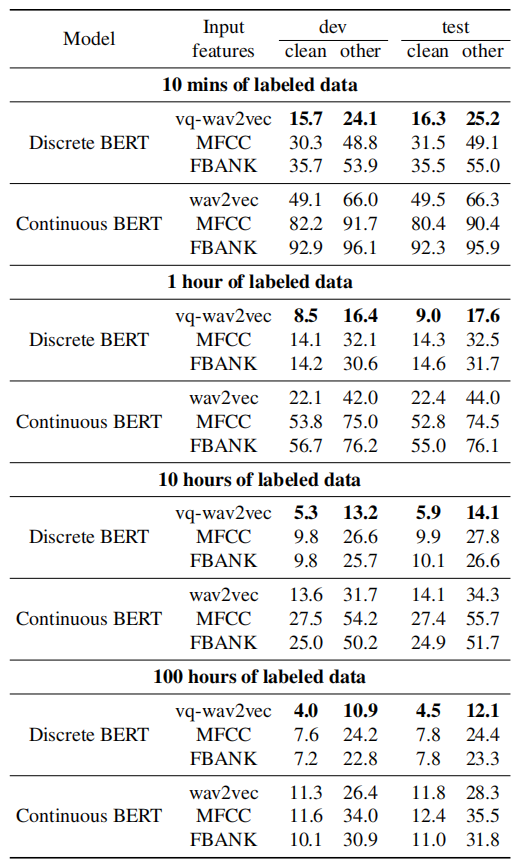 Model Input features dev test
clean other clean other
10 mins of labeled data
vq-wav2vec 15.7 24.1 16.3 25.2
Discrete BERT MFCC 30.3 48.8 31.5 49.1
FBANK 35.7 53.9 35.5 55.0
wav2vec 49.1 66.0 49.5 66.3
Continuous BERT MFCC 82.2 91.7 80.4 90.4
FBANK 92.9 96.1 92.3 95.9
1 hour of labeled data
vq-wav2vec 8.5 16.4 9.0 17.6
Discrete BERT MFCC 14.1 32.1 14.3 32.5
FBANK 14.2 30.6 14.6 31.7
wav2vec 22.1 42.0 22.4 44.0
Continuous BERT MFCC 53.8 75.0 52.8 74.5
FBANK 56.7 76.2 55.0 76.1
10 hours of labeled data
vq-wav2vec 5.3 13.2 5.9 14.1
Discrete BERT MFCC 9.8 26.6 9.9 27.8
FBANK 9.8 25.7 10.1 26.6
wav2vec 13.6 31.7 14.1 34.3
Continuous BERT MFCC 27.5 54.2 27.4 55.7
FBANK 25.0 50.2 24.9 51.7
100 hours of labeled data
vq-wav2vec 4.0 10.9 4.5 12.1
Discrete BERT MFCC 7.6 24.2 7.8 24.4
FBANK 7.2 22.8 7.8 23.3
wav2vec 11.3 26.4 11.8 28.3
Continuous BERT MFCC 11.6 34.0 12.4 35.5
FBANK 10.1 30.9 11.0 31.8